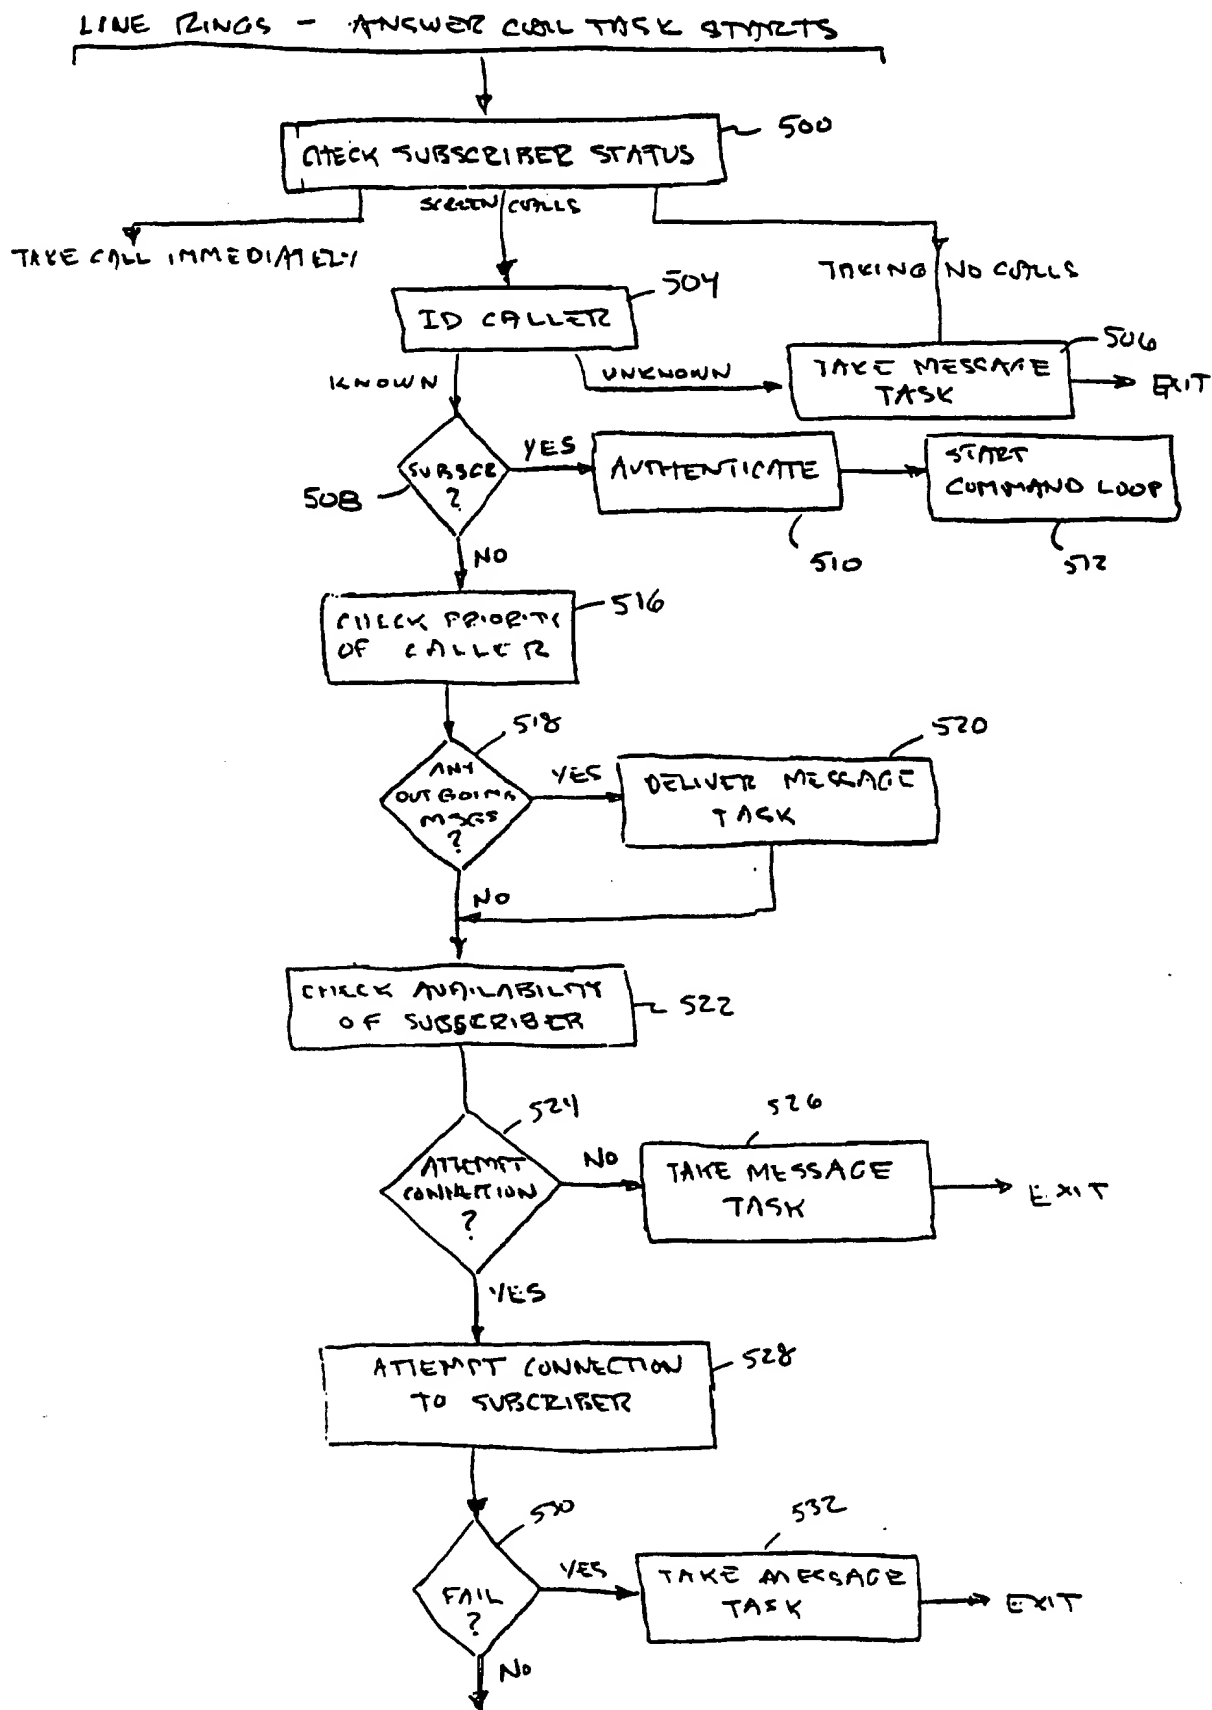 LINE RINGS - ANSWER CALL TASK STARTS
500
CHECK SUBSCRIBER STATUS
SCREEN CALLS
TAKE CALL IMMEDIATELY
TAKING NO CALLS
504
ID CALLER
506
KNOWN
UNKNOWN
TAKE MESSAGE
TASK
EXIT
SUBSCR
?
508
YES
AUTHENTICATE
510
START
COMMAND LOOP
512
NO
516
CHECK PRIORITY
OF CALLER
518
ANY
OUTGOING
MSGS
?
YES
520
DELIVER MESSAGE
TASK
NO
CHECK AVAILABILITY
OF SUBSCRIBER
522
524
ATTEMPT
CONNECTION
?
NO
526
TAKE MESSAGE
TASK
EXIT
YES
ATTEMPT CONNECTION
TO SUBCRIBER
528
530
FAIL
?
YES
532
TAKE MESSAGE
TASK
EXIT
NO